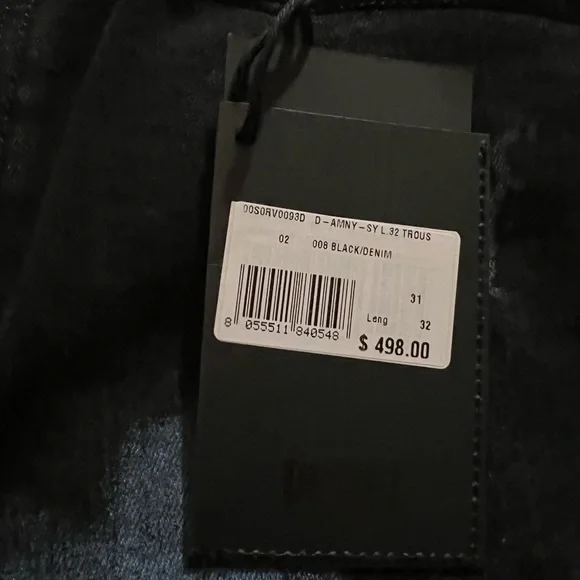 00S0RV0093D D-AMNY-SY L.32 TROUS
02 008 BLACK/DENIM
31
Leng 32
8 055511 840548
$ 498.00